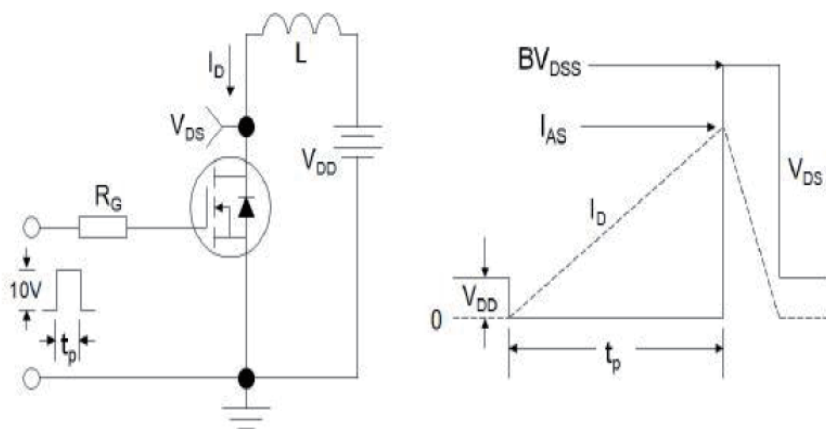 L
I_D
V_DS
V_DD
R_G
10V
t_p
BV_DSS
I_AS
V_DS
I_D
V_DD
0
t_p